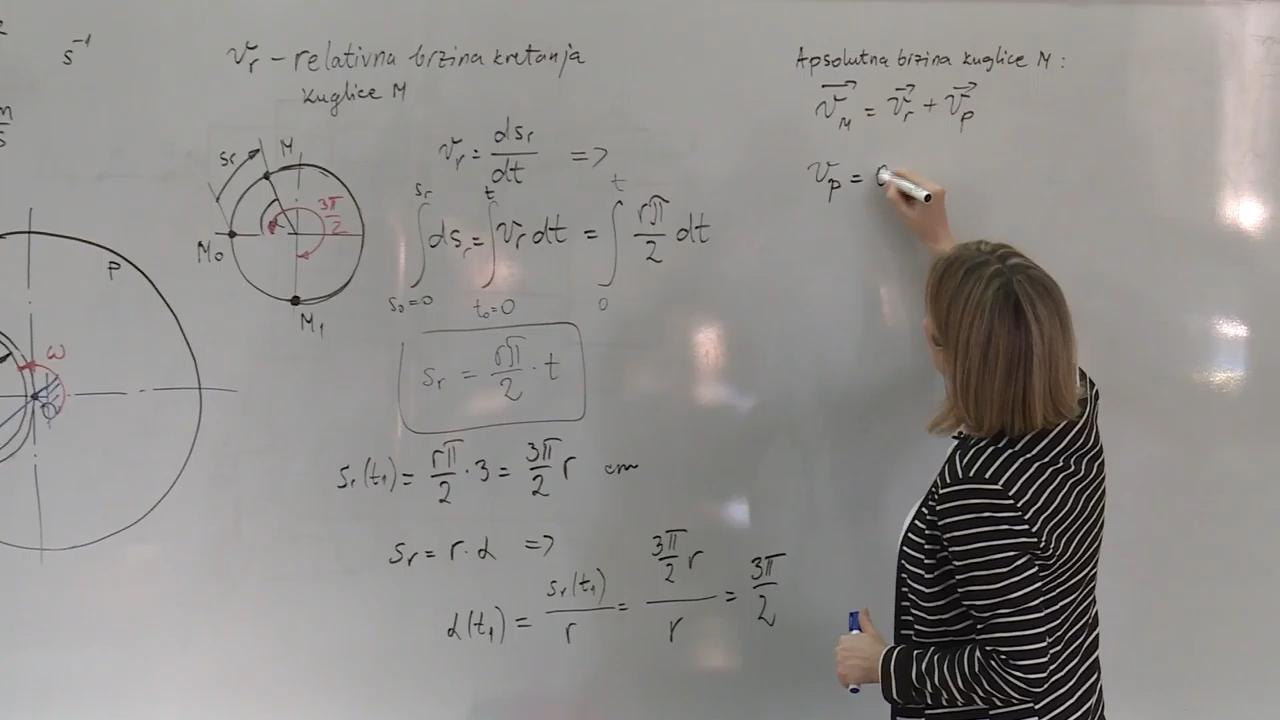 s⁻¹
m/s
P
ω
v_r – relativna brzina kretanja
kuglice M
s_r
M
M₀
M₁
α
3π/2
v_r = ds_r/dt =>
∫_{s₀=0}^{s_r} ds_r = ∫_{t₀=0}^{t} v_r dt = ∫_{0}^{t} rπ/2 dt
s_r = rπ/2 · t
s_r(t₁) = rπ/2 · 3 = 3π/2 r cm
s_r = r · α =>
α(t₁) = s_r(t₁)/r = (3π/2 r)/r = 3π/2
Apsolutna brzina kuglice M :
v⃗_M = v⃗_r + v⃗_p
v_p =